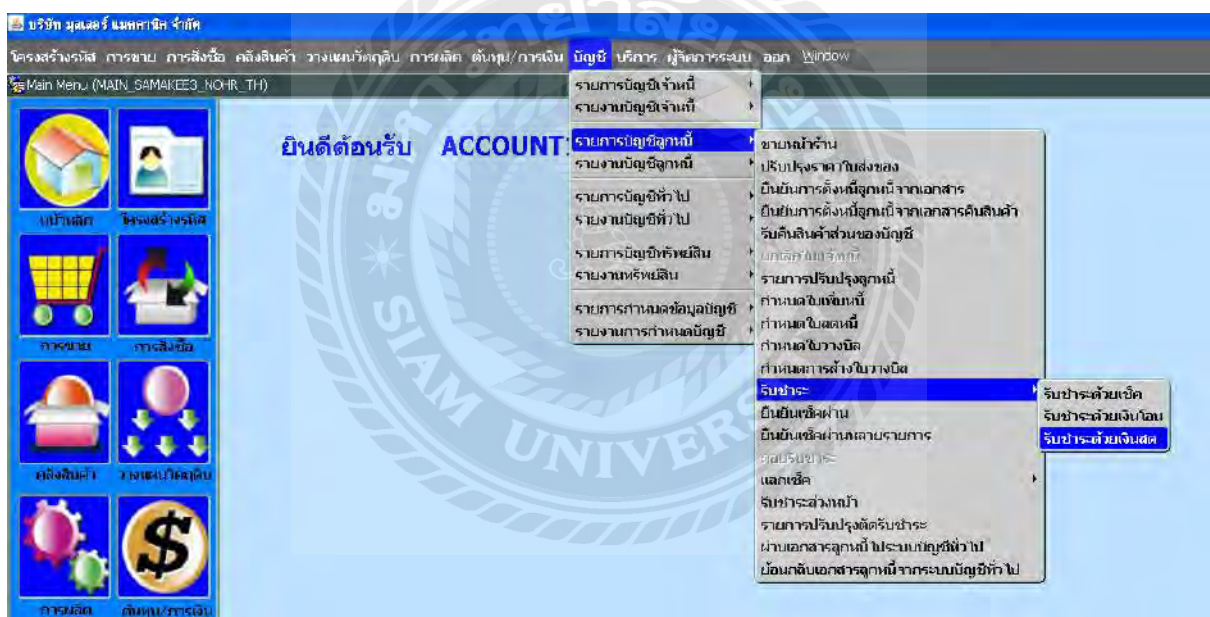 บริษัท มูลเลอร์ แมคคานิค จำกัด
โครงสร้างรหัส การขาย การสั่งซื้อ คลังสินค้า วางแผนวัตถุดิบ การผลิต ต้นทุน/การเงิน บัญชี บริการ ผู้จัดการระบบ ออก Window
Main Menu (MAIN_SAMAKEE3_NOHR_TH)
ยินดีต้อนรับ ACCOUNT
หน้าหลัก โครงสร้างรหัส
การขาย การสั่งซื้อ
คลังสินค้า วางแผนวัตถุดิบ
การผลิต ต้นทุน/การเงิน
รายการบัญชีเจ้าหนี้
รายงานบัญชีเจ้าหนี้
รายการบัญชีลูกหนี้
รายงานบัญชีลูกหนี้
รายการบัญชีทั่วไป
รายงานบัญชีทั่วไป
รายการบัญชีทรัพย์สิน
รายงานทรัพย์สิน
รายการกำหนดข้อมูลบัญชี
รายงานการกำหนดบัญชี
ขายหน้าร้าน
ปรับปรุงราคาใบส่งของ
ยืนยันการตั้งหนี้ลูกหนี้จากเอกสาร
ยืนยันการตั้งหนี้ลูกหนี้จากเอกสารคืนสินค้า
รับคืนสินค้าส่วนของบัญชี
รายการปรับปรุงลูกหนี้
กำหนดใบเพิ่มหนี้
กำหนดใบลดหนี้
กำหนดใบวางบิล
กำหนดการล้างใบวางบิล
รับชำระ
ยืนยันเช็คผ่าน
ยืนยันเช็คผ่านหลายรายการ
แลกเช็ค
รับชำระล่วงหน้า
รายการปรับปรุงตัดรับชำระ
ผ่านเอกสารลูกหนี้ไประบบบัญชีทั่วไป
ย้อนกลับเอกสารลูกหนี้จากระบบบัญชีทั่วไป
รับชำระด้วยเช็ค
รับชำระด้วยเงินโอน
รับชำระด้วยเงินสด
มหาวิทยาลัยสยาม
SIAM UNIVERS